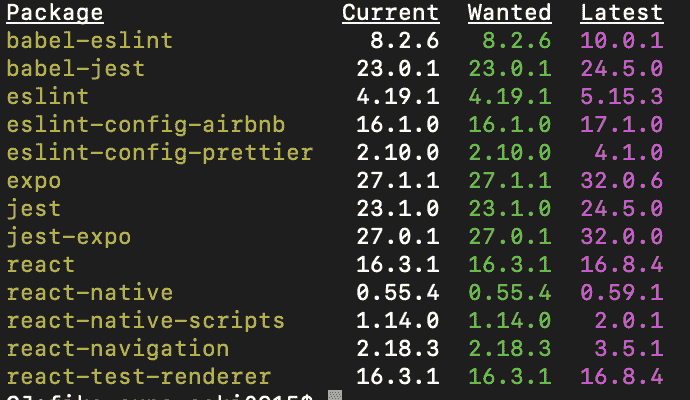 Package Current Wanted Latest
babel-eslint 8.2.6 8.2.6 10.0.1
babel-jest 23.0.1 23.0.1 24.5.0
eslint 4.19.1 4.19.1 5.15.3
eslint-config-airbnb 16.1.0 16.1.0 17.1.0
eslint-config-prettier 2.10.0 2.10.0 4.1.0
expo 27.1.1 27.1.1 32.0.6
jest 23.1.0 23.1.0 24.5.0
jest-expo 27.0.1 27.0.1 32.0.0
react 16.3.1 16.3.1 16.8.4
react-native 0.55.4 0.55.4 0.59.1
react-native-scripts 1.14.0 1.14.0 2.0.1
react-navigation 2.18.3 2.18.3 3.5.1
react-test-renderer 16.3.1 16.3.1 16.8.4